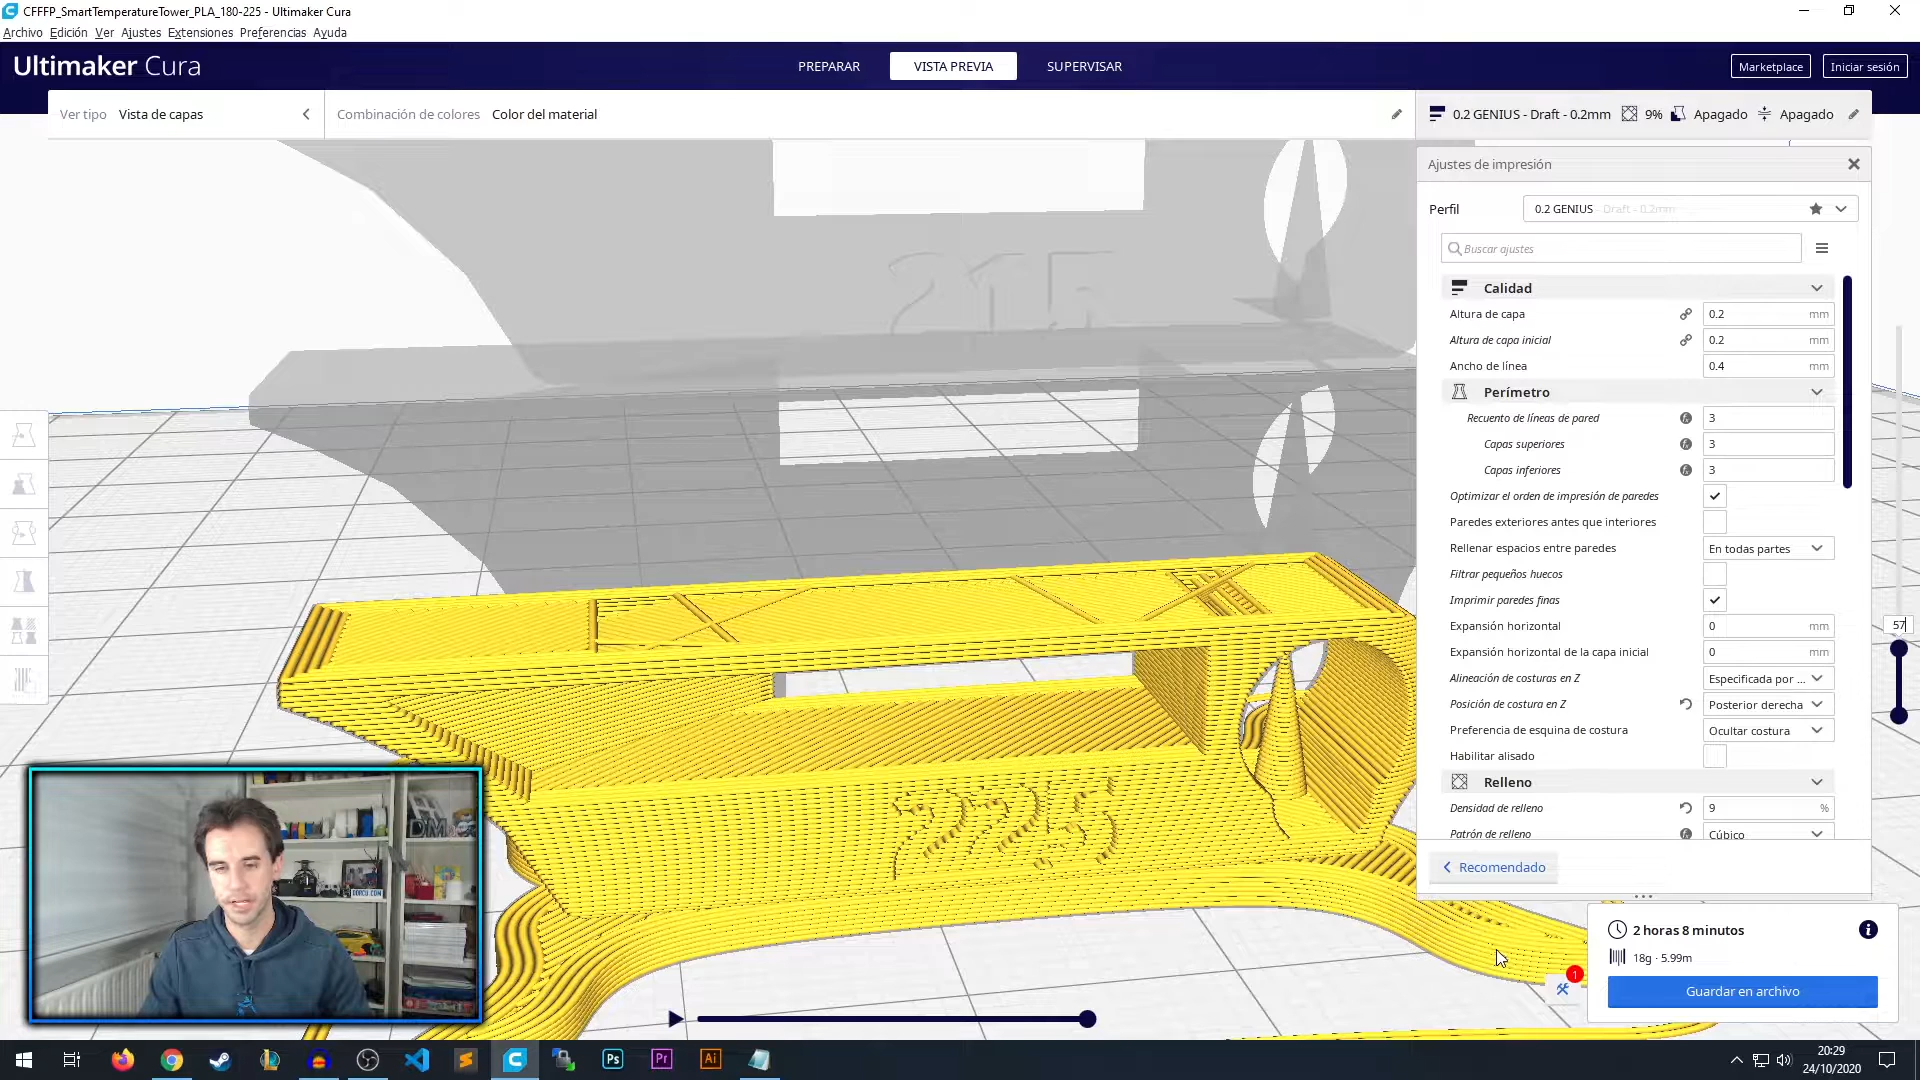 CFFFP_SmartTemperatureTower_PLA_180-225 - Ultimaker Cura
Archivo Edición Ver Ajustes Extensiones Preferencias Ayuda
Ultimaker Cura
PREPARAR
VISTA PREVIA
SUPERVISAR
Marketplace
Iniciar sesión
Ver tipo Vista de capas
Combinación de colores Color del material
0.2 GENIUS - Draft - 0.2mm 9% Apagado Apagado
Ajustes de impresión
Perfil 0.2 GENIUS - Draft - 0.2mm
Buscar ajustes
Calidad
Altura de capa 0.2 mm
Altura de capa inicial 0.2 mm
Ancho de línea 0.4 mm
Perímetro
Recuento de líneas de pared 3
Capas superiores 3
Capas inferiores 3
Optimizar el orden de impresión de paredes
Paredes exteriores antes que interiores
Rellenar espacios entre paredes En todas partes
Filtrar pequeños huecos
Imprimir paredes finas
Expansión horizontal 0 mm
Expansión horizontal de la capa inicial 0 mm
Alineación de costuras en Z Especificada por ...
Posición de costura en Z Posterior derecha
Preferencia de esquina de costura Ocultar costura
Habilitar alisado
Relleno
Densidad de relleno 9 %
Patrón de relleno Cúbico
Recomendado
57
215
225
2 horas 8 minutos
18g · 5.99m
1
Guardar en archivo
Ps
Pr
Ai
20:29
24/10/2020